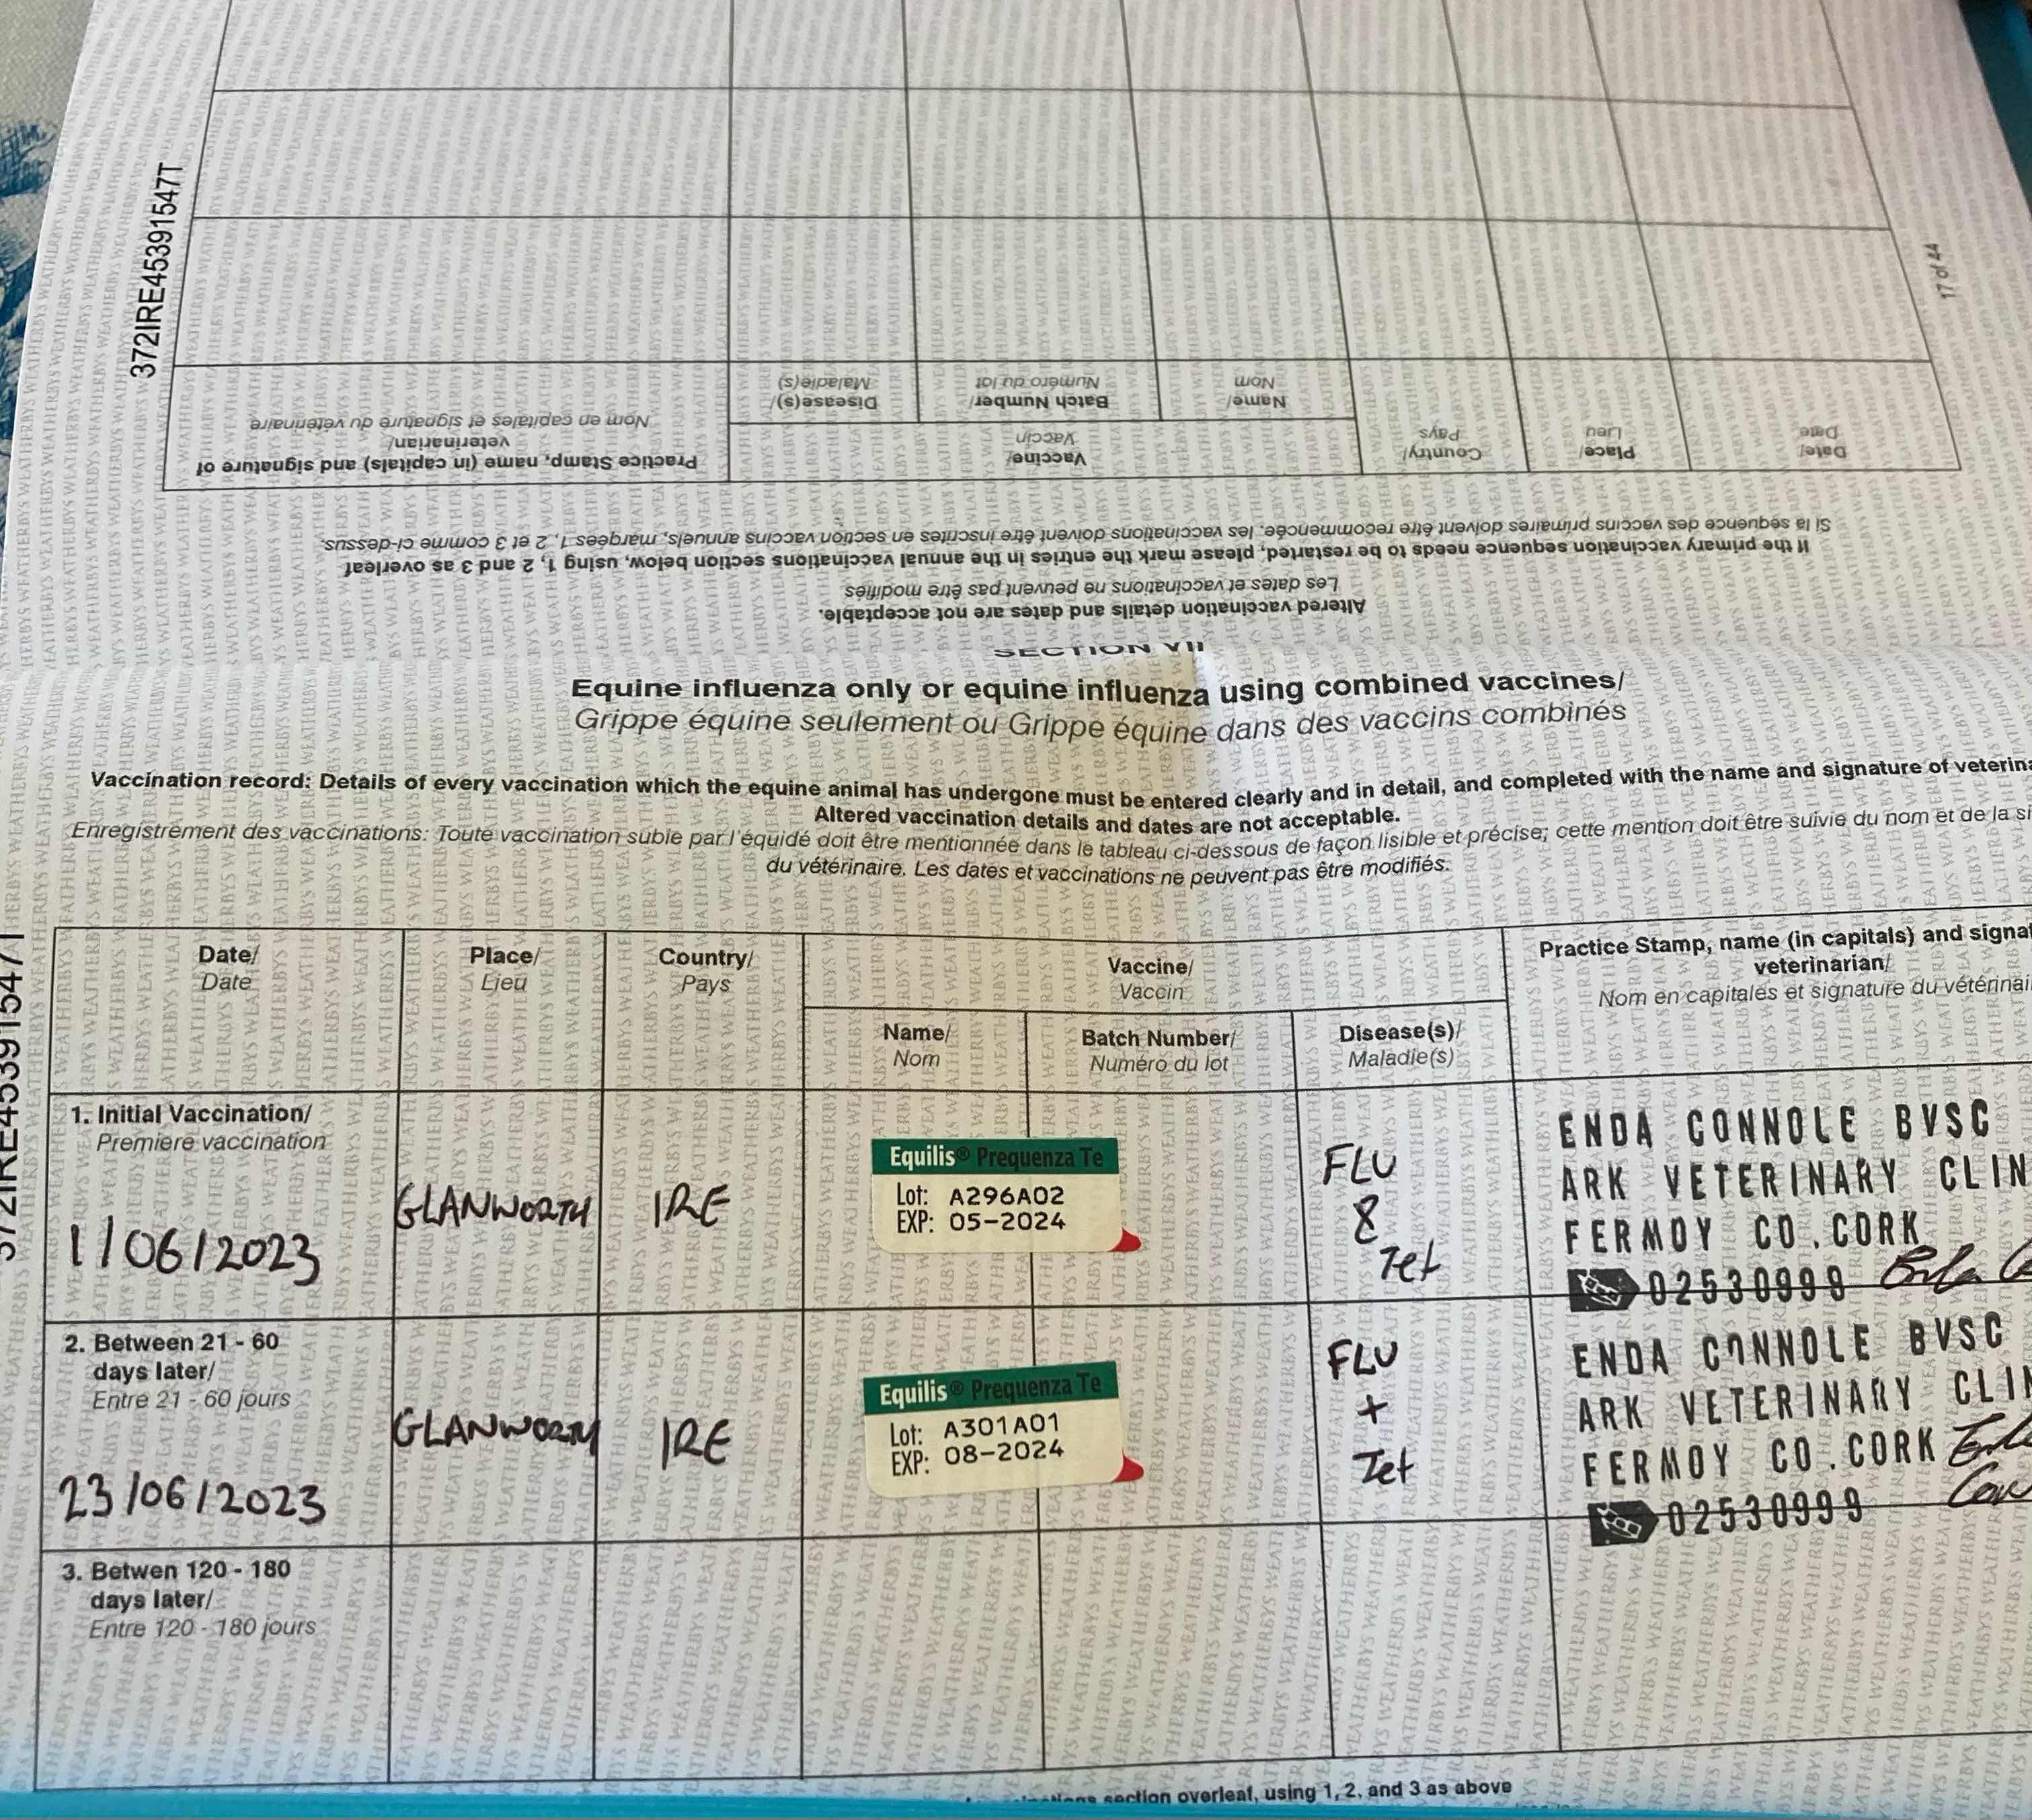 372IRE45391547T
17 of 44
Practice Stamp, name (in capitals) and signature of
veterinarian/
Nom en capitales et signature du vétérinaire
Disease(s)/
Maladie(s)
Batch Number/
Numéro du lot
Name/
Nom
Vaccine/
Vaccin
Country/
Pays
Place/
Lieu
Date/
Date
Si la séquence des vaccins primaires doivent être recommencée, les vaccinations doivent être inscrites en section vaccins annuels, margées 1, 2 et 3 comme ci-dessus.
If the primary vaccination sequence needs to be restarted, please mark the entries in the annual vaccinations section below, using 1, 2 and 3 as overleaf
Les dates et vaccinations ne peuvent pas être modifiés
Altered vaccination details and dates are not acceptable.
SECTION VII
Equine influenza only or equine influenza using combined vaccines/
Grippe équine seulement ou Grippe équine dans des vaccins combinés
Vaccination record: Details of every vaccination which the equine animal has undergone must be entered clearly and in detail, and completed with the name and signature of
Altered vaccination details and dates are not acceptable.
Enregistrement des vaccinations: Toute vaccination subie par l'équidé doit être mentionnée dans le tableau ci-dessous de façon lisible et précise; cette mention doit être suivie du nom et de la
du vétérinaire. Les dates et vaccinations ne peuvent pas être modifiés.
372IRE45391547T
Date/
Date
Place/
Lieu
Country/
Pays
Vaccine/
Vaccin
Name/
Nom
Batch Number/
Numéro du lot
Disease(s)/
Maladie(s)
Practice Stamp, name (in capitals) and
veterinarian/
Nom en capitales et signature du
1. Initial Vaccination/
Premiere vaccination
1/06/2023
GLANWORTH
IRE
Equilis® Prequenza Te
Lot: A296A02
EXP: 05-2024
FLU
&
Tet
ENDA CONNOLE BVSC
ARK VETERINARY CLIN
FERMOY CO.CORK
02530999
2. Between 21 - 60
days later/
Entre 21 - 60 jours
23/06/2023
GLANWORTH
IRE
Equilis® Prequenza Te
Lot: A301A01
EXP: 08-2024
FLU
+
Tet
ENDA CONNOLE BVSC
ARK VETERINARY CLIN
FERMOY CO.CORK
02530999
3. Betwen 120 - 180
days later/
Entre 120 - 180 jours
section overleaf, using 1, 2, and 3 as above